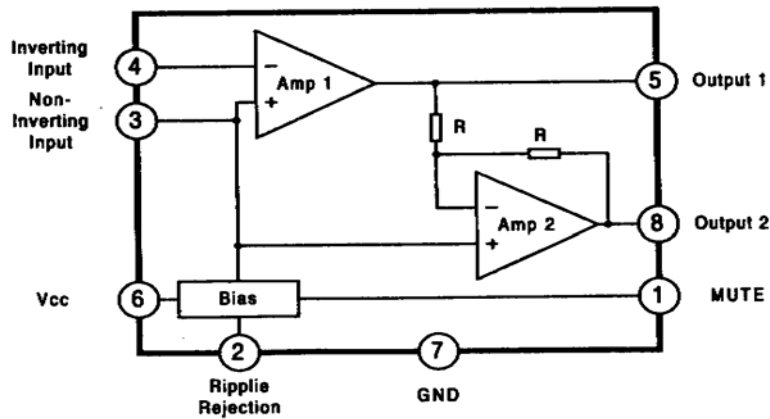 Inverting
Input
4
Non-
Inverting
Input
3
−
Amp 1
+
5
Output 1
R
R
−
Amp 2
+
8
Output 2
Vcc
6
Bias
1
MUTE
2
7
Ripplie
Rejection
GND